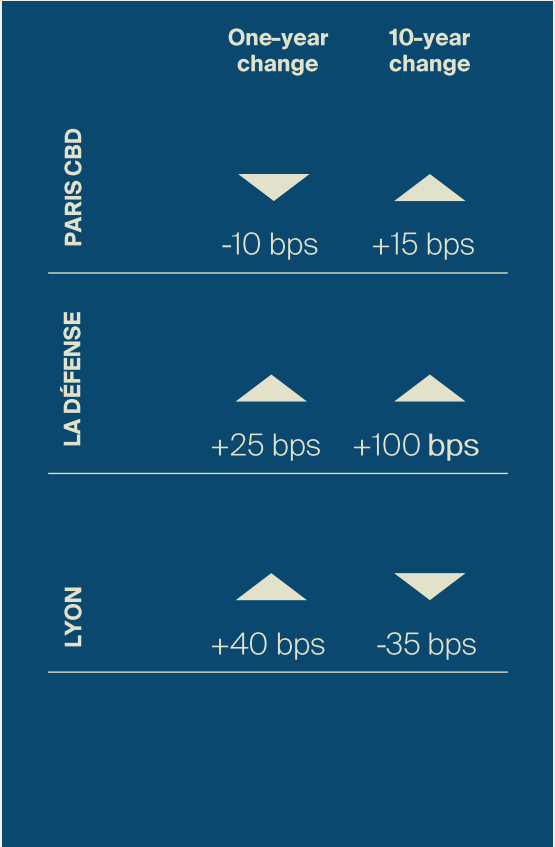 One-year change
10-year change
PARIS CBD
-10 bps
+15 bps
LA DÉFENSE
+25 bps
+100 bps
LYON
+40 bps
-35 bps